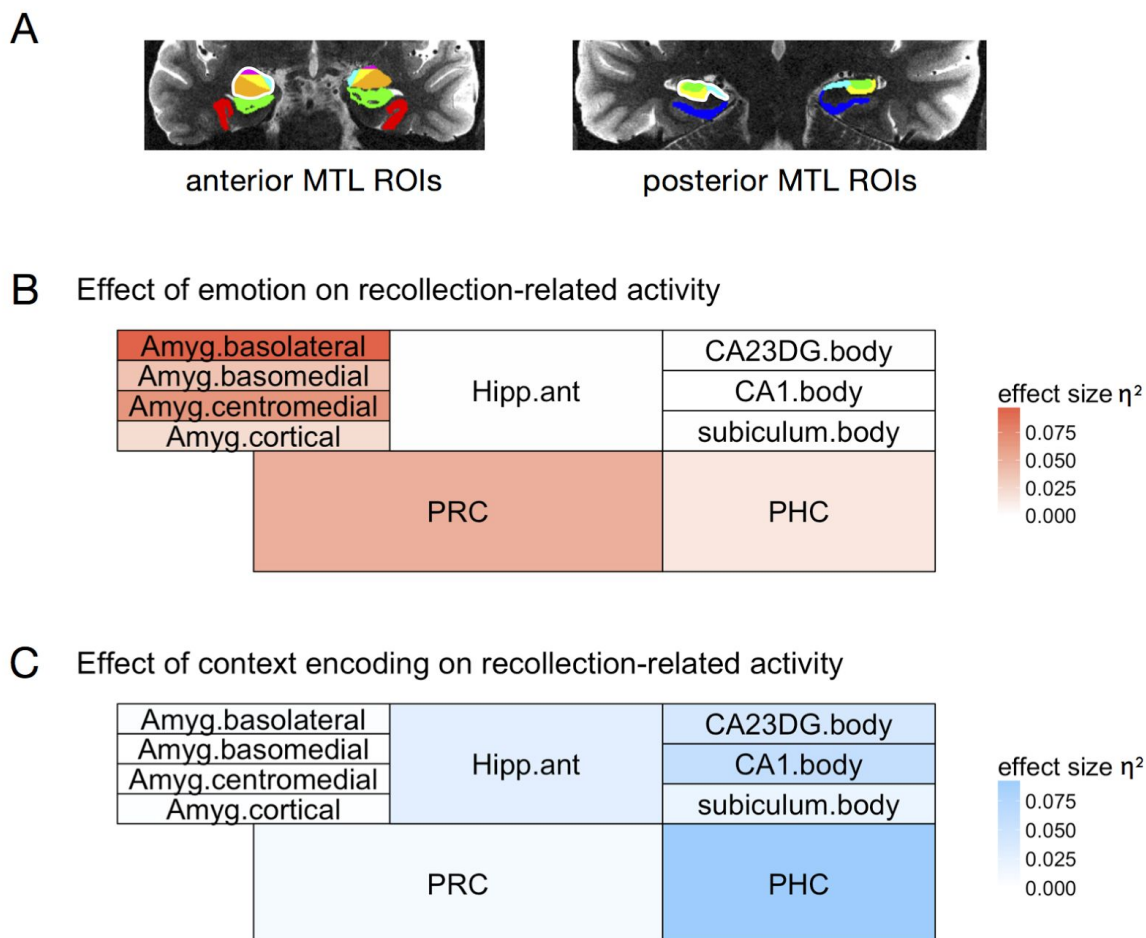 A
anterior MTL ROIs
posterior MTL ROIs
B
Effect of emotion on recollection-related activity
Amyg.basolateral
Amyg.basomedial
Amyg.centromedial
Amyg.cortical
Hipp.ant
CA23DG.body
CA1.body
subiculum.body
PRC
PHC
effect size η²
0.075
0.050
0.025
0.000
C
Effect of context encoding on recollection-related activity
Amyg.basolateral
Amyg.basomedial
Amyg.centromedial
Amyg.cortical
Hipp.ant
CA23DG.body
CA1.body
subiculum.body
PRC
PHC
effect size η²
0.075
0.050
0.025
0.000